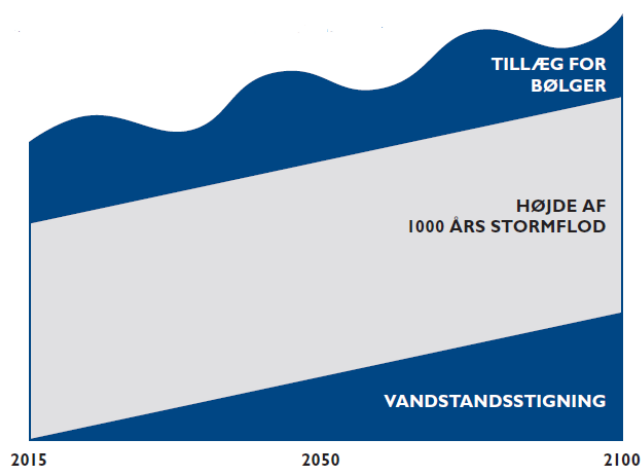 TILLÆG FOR
BØLGER
HØJDE AF
1000 ÅRS STORMFLOD
VANDSTANDSSTIGNING
2015 2050 2100